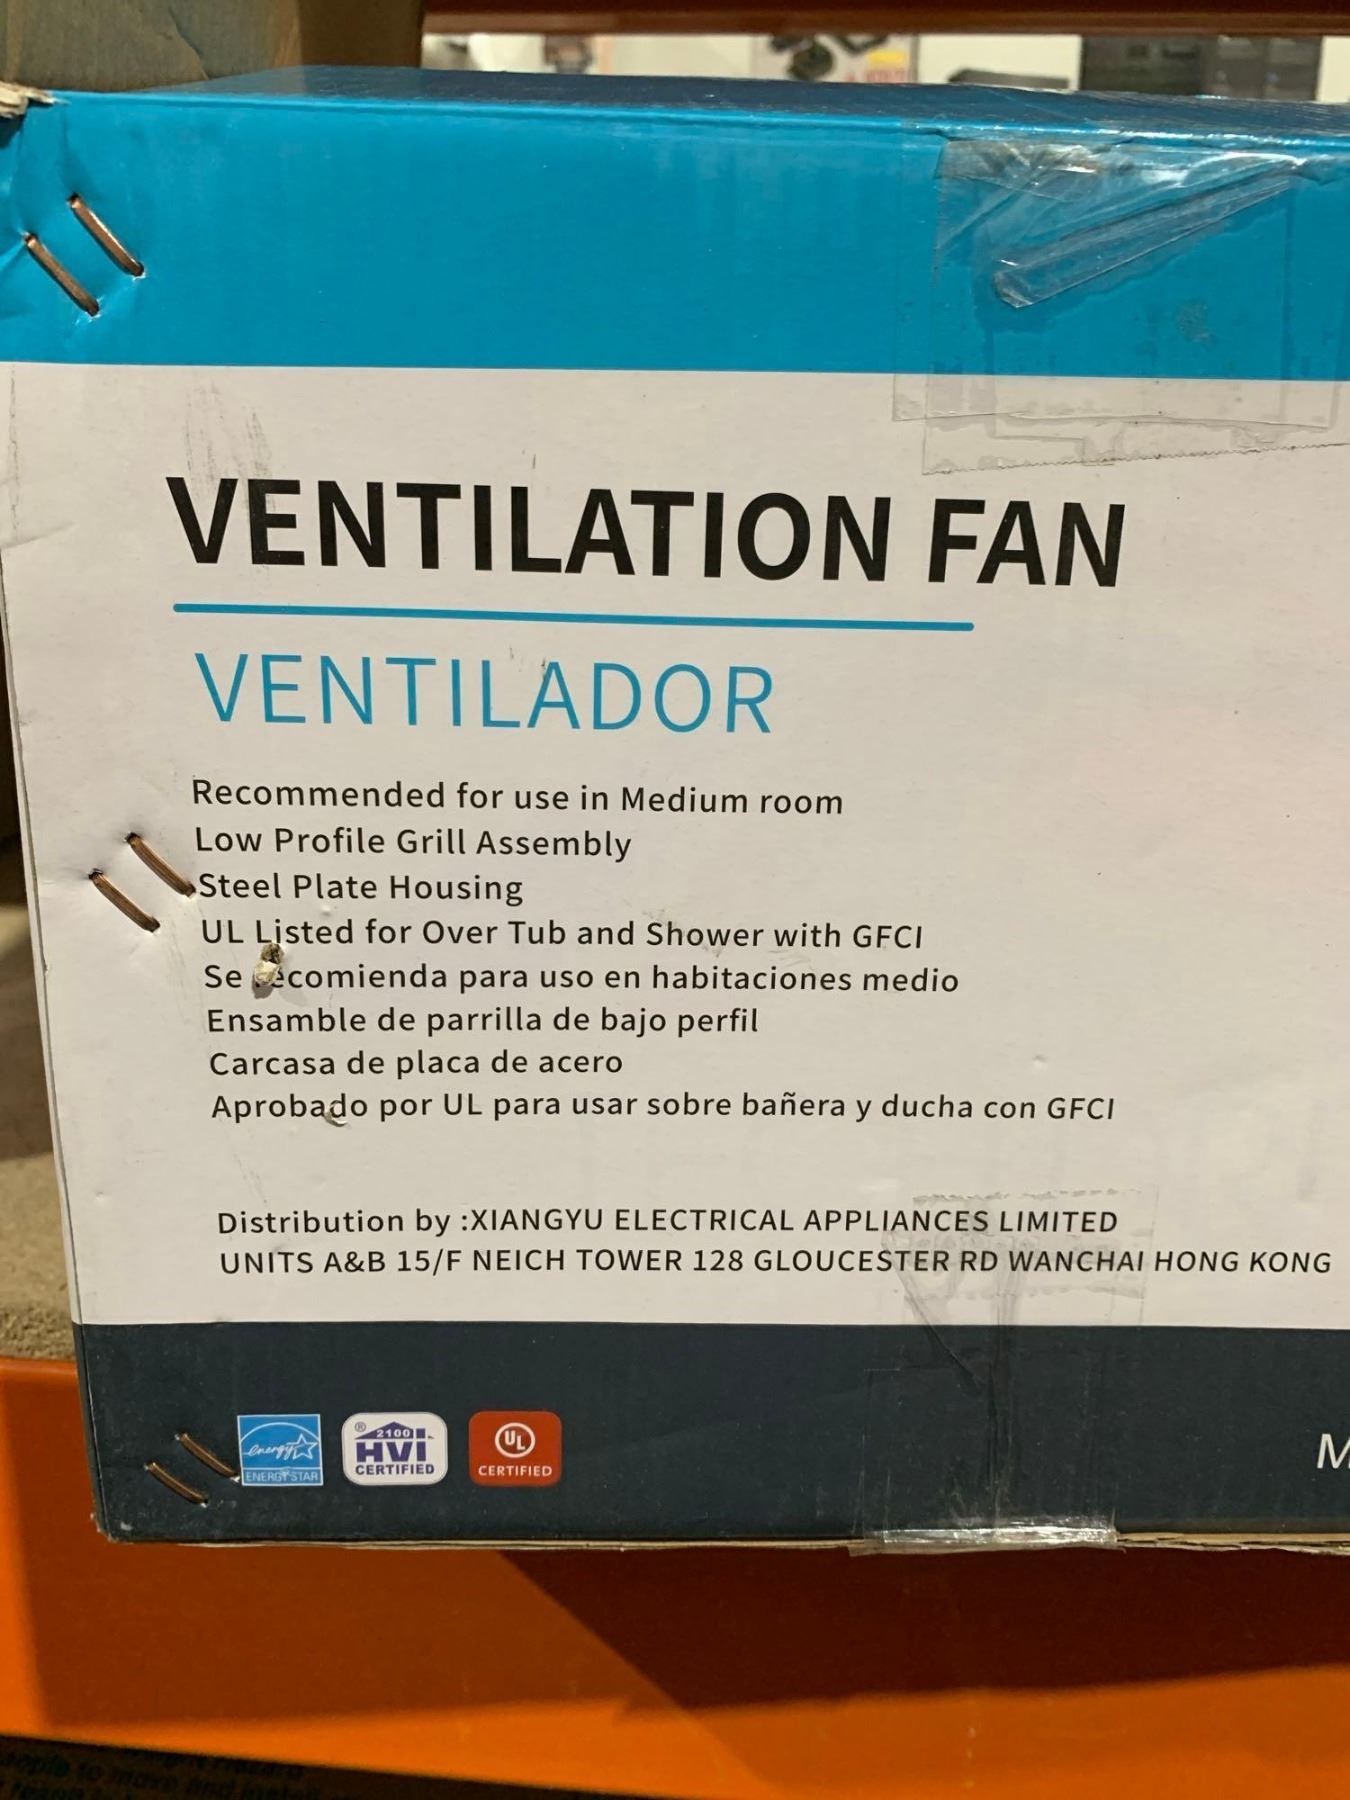 VENTILATION FAN
VENTILADOR
Recommended for use in Medium room
Low Profile Grill Assembly
Steel Plate Housing
UL Listed for Over Tub and Shower with GFCI
Se recomienda para uso en habitaciones medio
Ensamble de parrilla de bajo perfil
Carcasa de placa de acero
Aprobado por UL para usar sobre bañera y ducha con GFCI
Distribution by :XIANGYU ELECTRICAL APPLIANCES LIMITED
UNITS A&B 15/F NEICH TOWER 128 GLOUCESTER RD WANCHAI HONG KONG
energy
ENERGY STAR
® 2100
HVI
CERTIFIED
UL
CERTIFIED
M